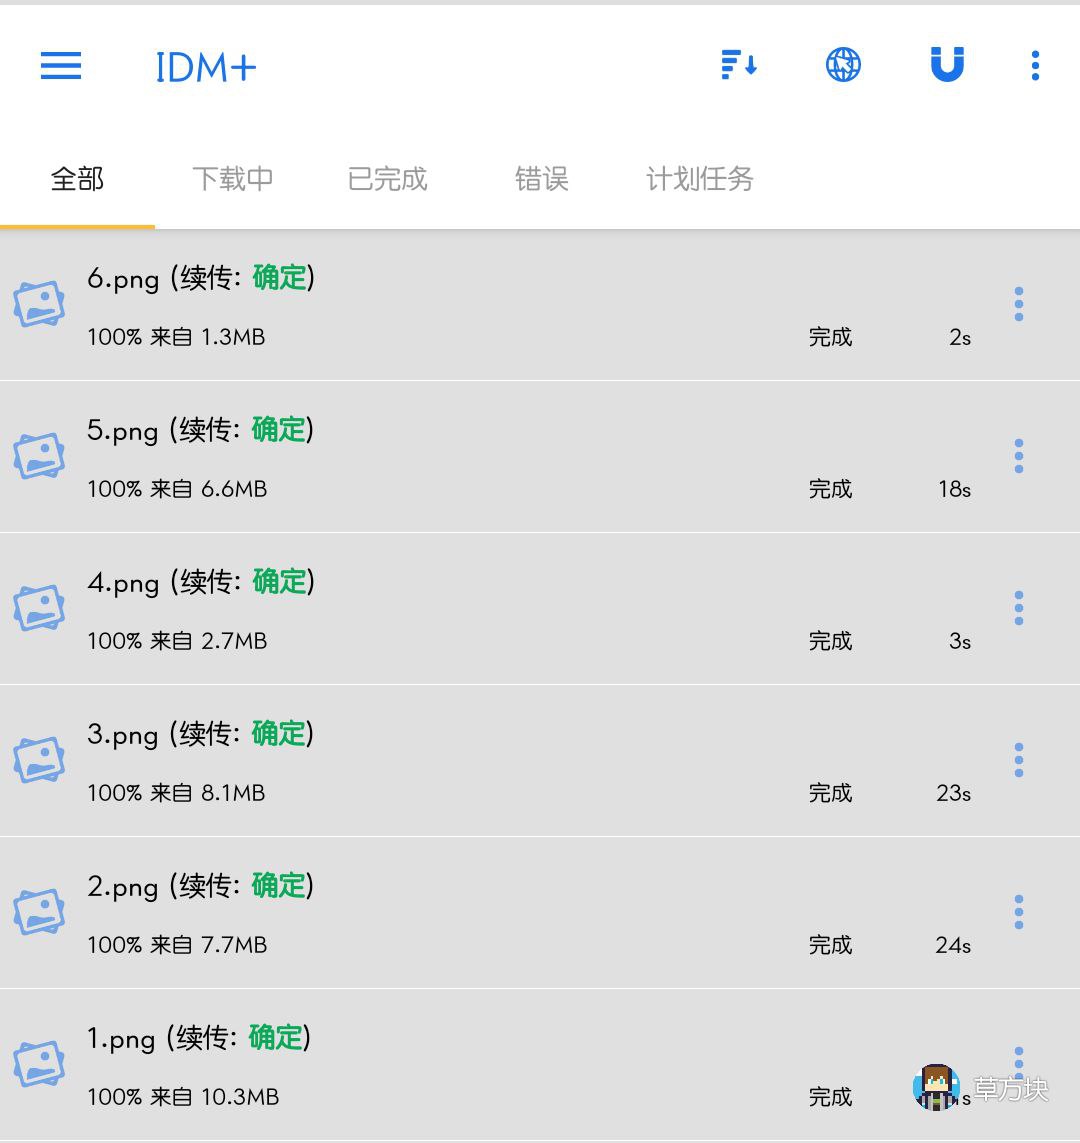 IDM+
全部 下载中 已完成 错误 计划任务
6.png (续传: 确定)
100% 来自 1.3MB 完成 2s
5.png (续传: 确定)
100% 来自 6.6MB 完成 18s
4.png (续传: 确定)
100% 来自 2.7MB 完成 3s
3.png (续传: 确定)
100% 来自 8.1MB 完成 23s
2.png (续传: 确定)
100% 来自 7.7MB 完成 24s
1.png (续传: 确定)
100% 来自 10.3MB 完成
草方块